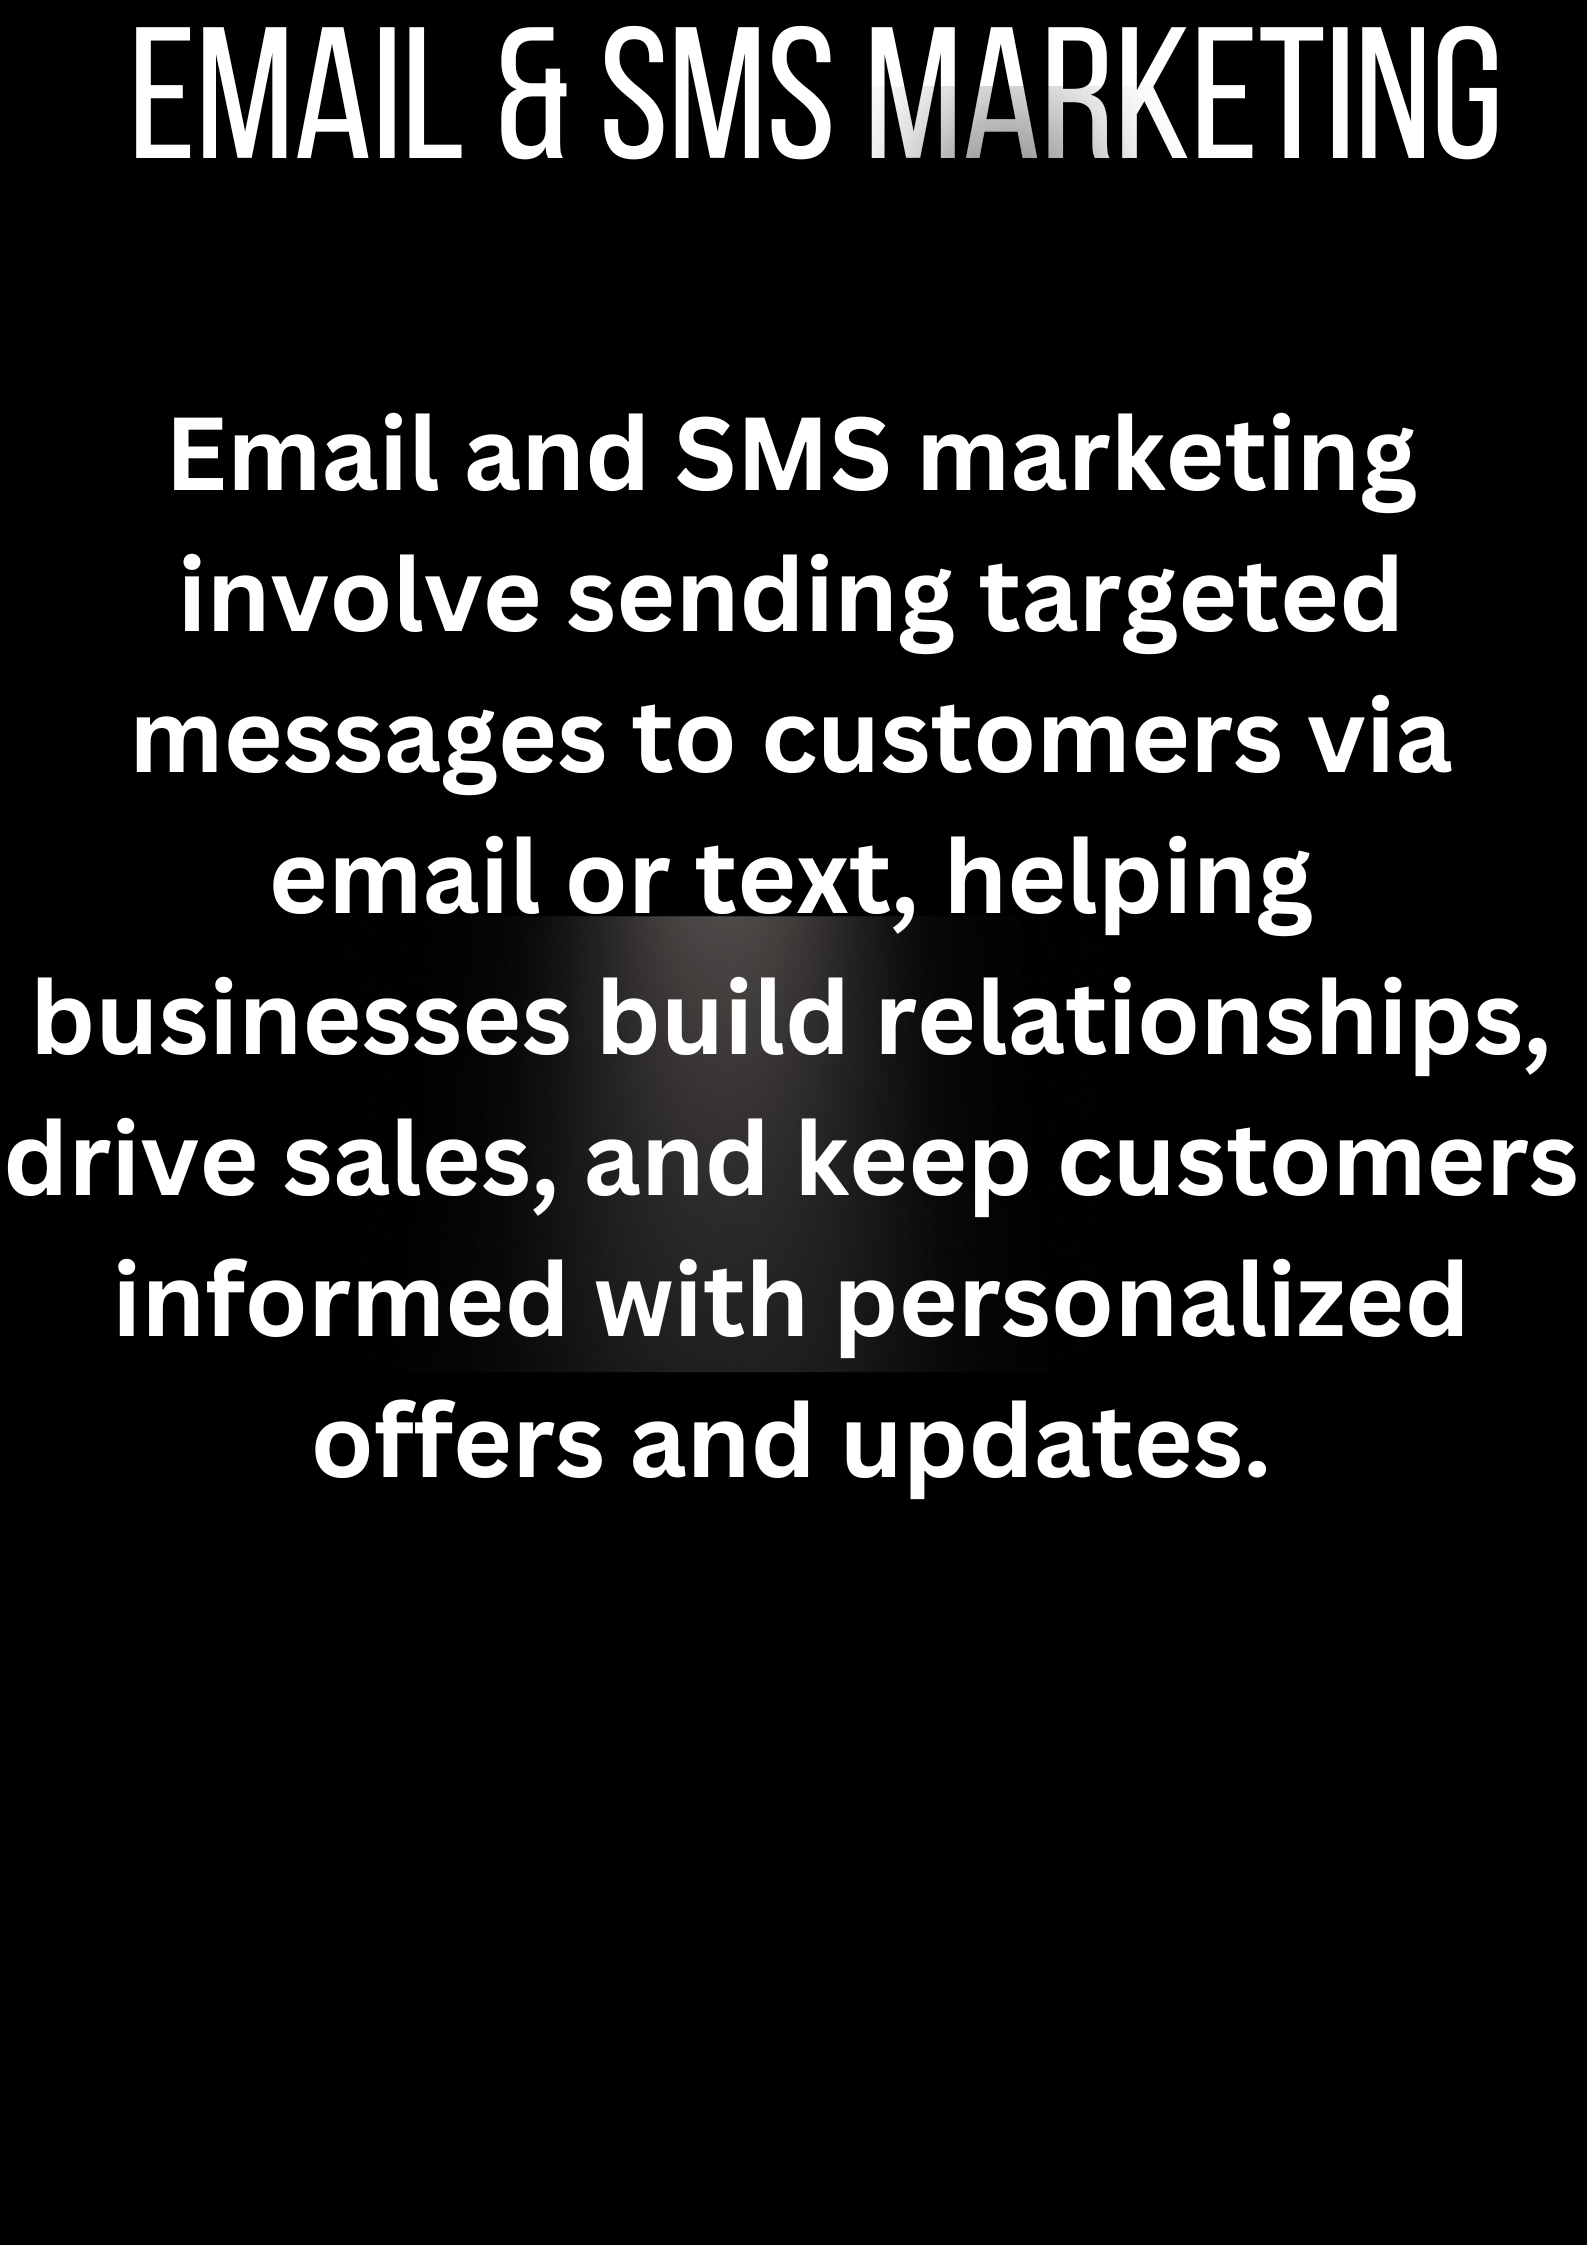 EMAIL & SMS MARKETING
Email and SMS marketing
involve sending targeted
messages to customers via
email or text, helping
businesses build relationships,
drive sales, and keep customers
informed with personalized
offers and updates.